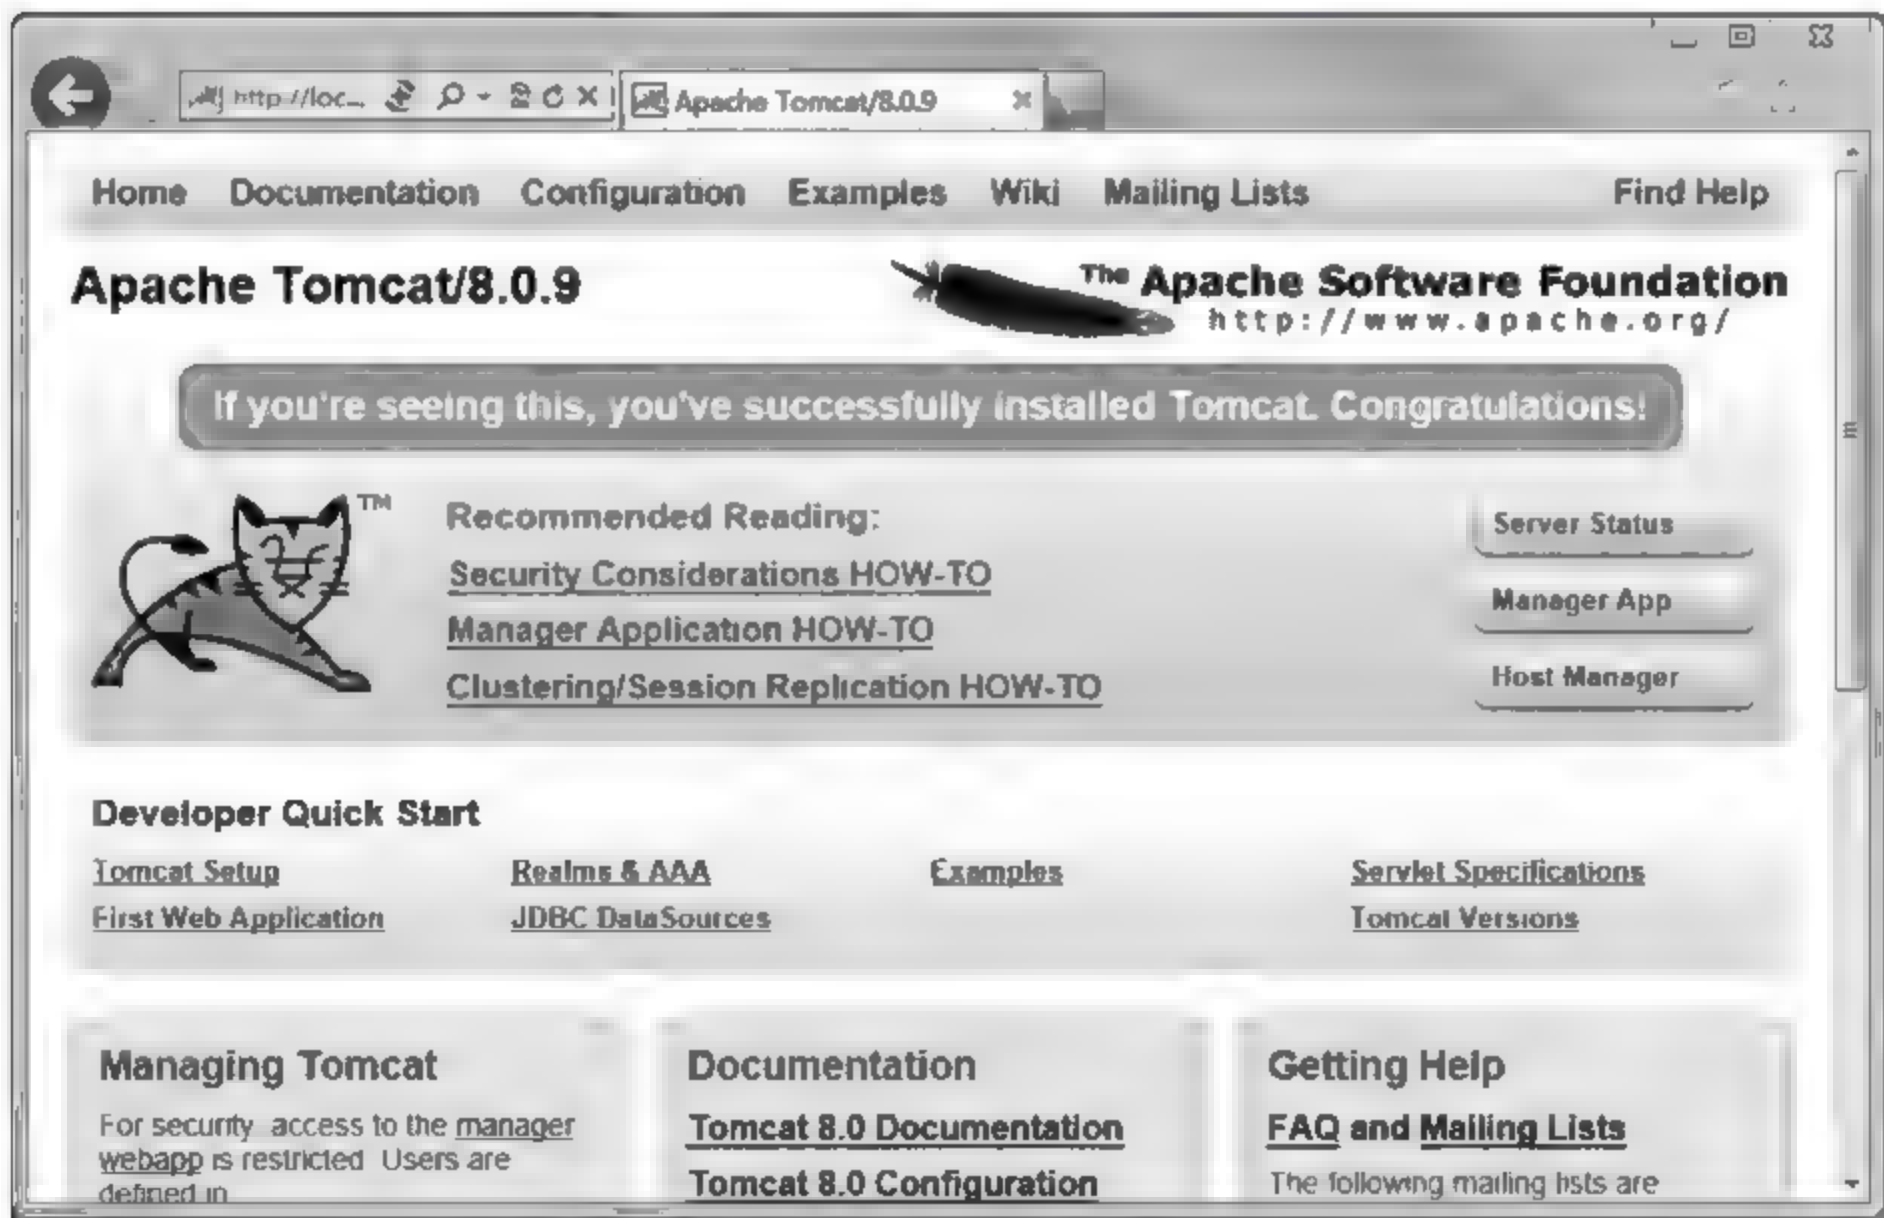 http://loc... Apache Tomcat/8.0.9
Home Documentation Configuration Examples Wiki Mailing Lists Find Help
Apache Tomcat/8.0.9
The Apache Software Foundation
http://www.apache.org/
If you're seeing this, you've successfully installed Tomcat. Congratulations!
TM
Recommended Reading:
Security Considerations HOW-TO
Manager Application HOW-TO
Clustering/Session Replication HOW-TO
Server Status
Manager App
Host Manager
Developer Quick Start
Tomcat Setup Realms & AAA Examples Servlet Specifications
First Web Application JDBC DataSources Tomcat Versions
Managing Tomcat
For security access to the manager
webapp is restricted Users are
defined in
Documentation
Tomcat 8.0 Documentation
Tomcat 8.0 Configuration
Getting Help
FAQ and Mailing Lists
The following mailing lists are